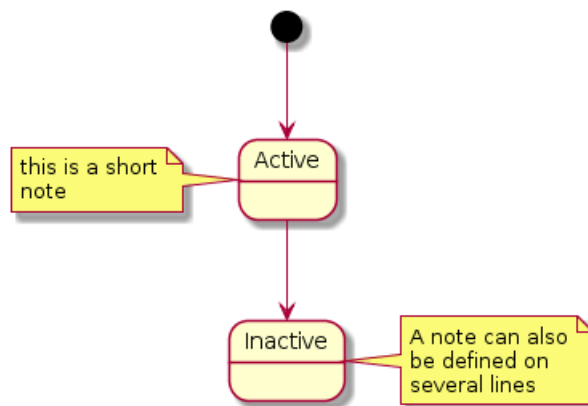 Active
this is a short
note
Inactive
A note can also
be defined on
several lines